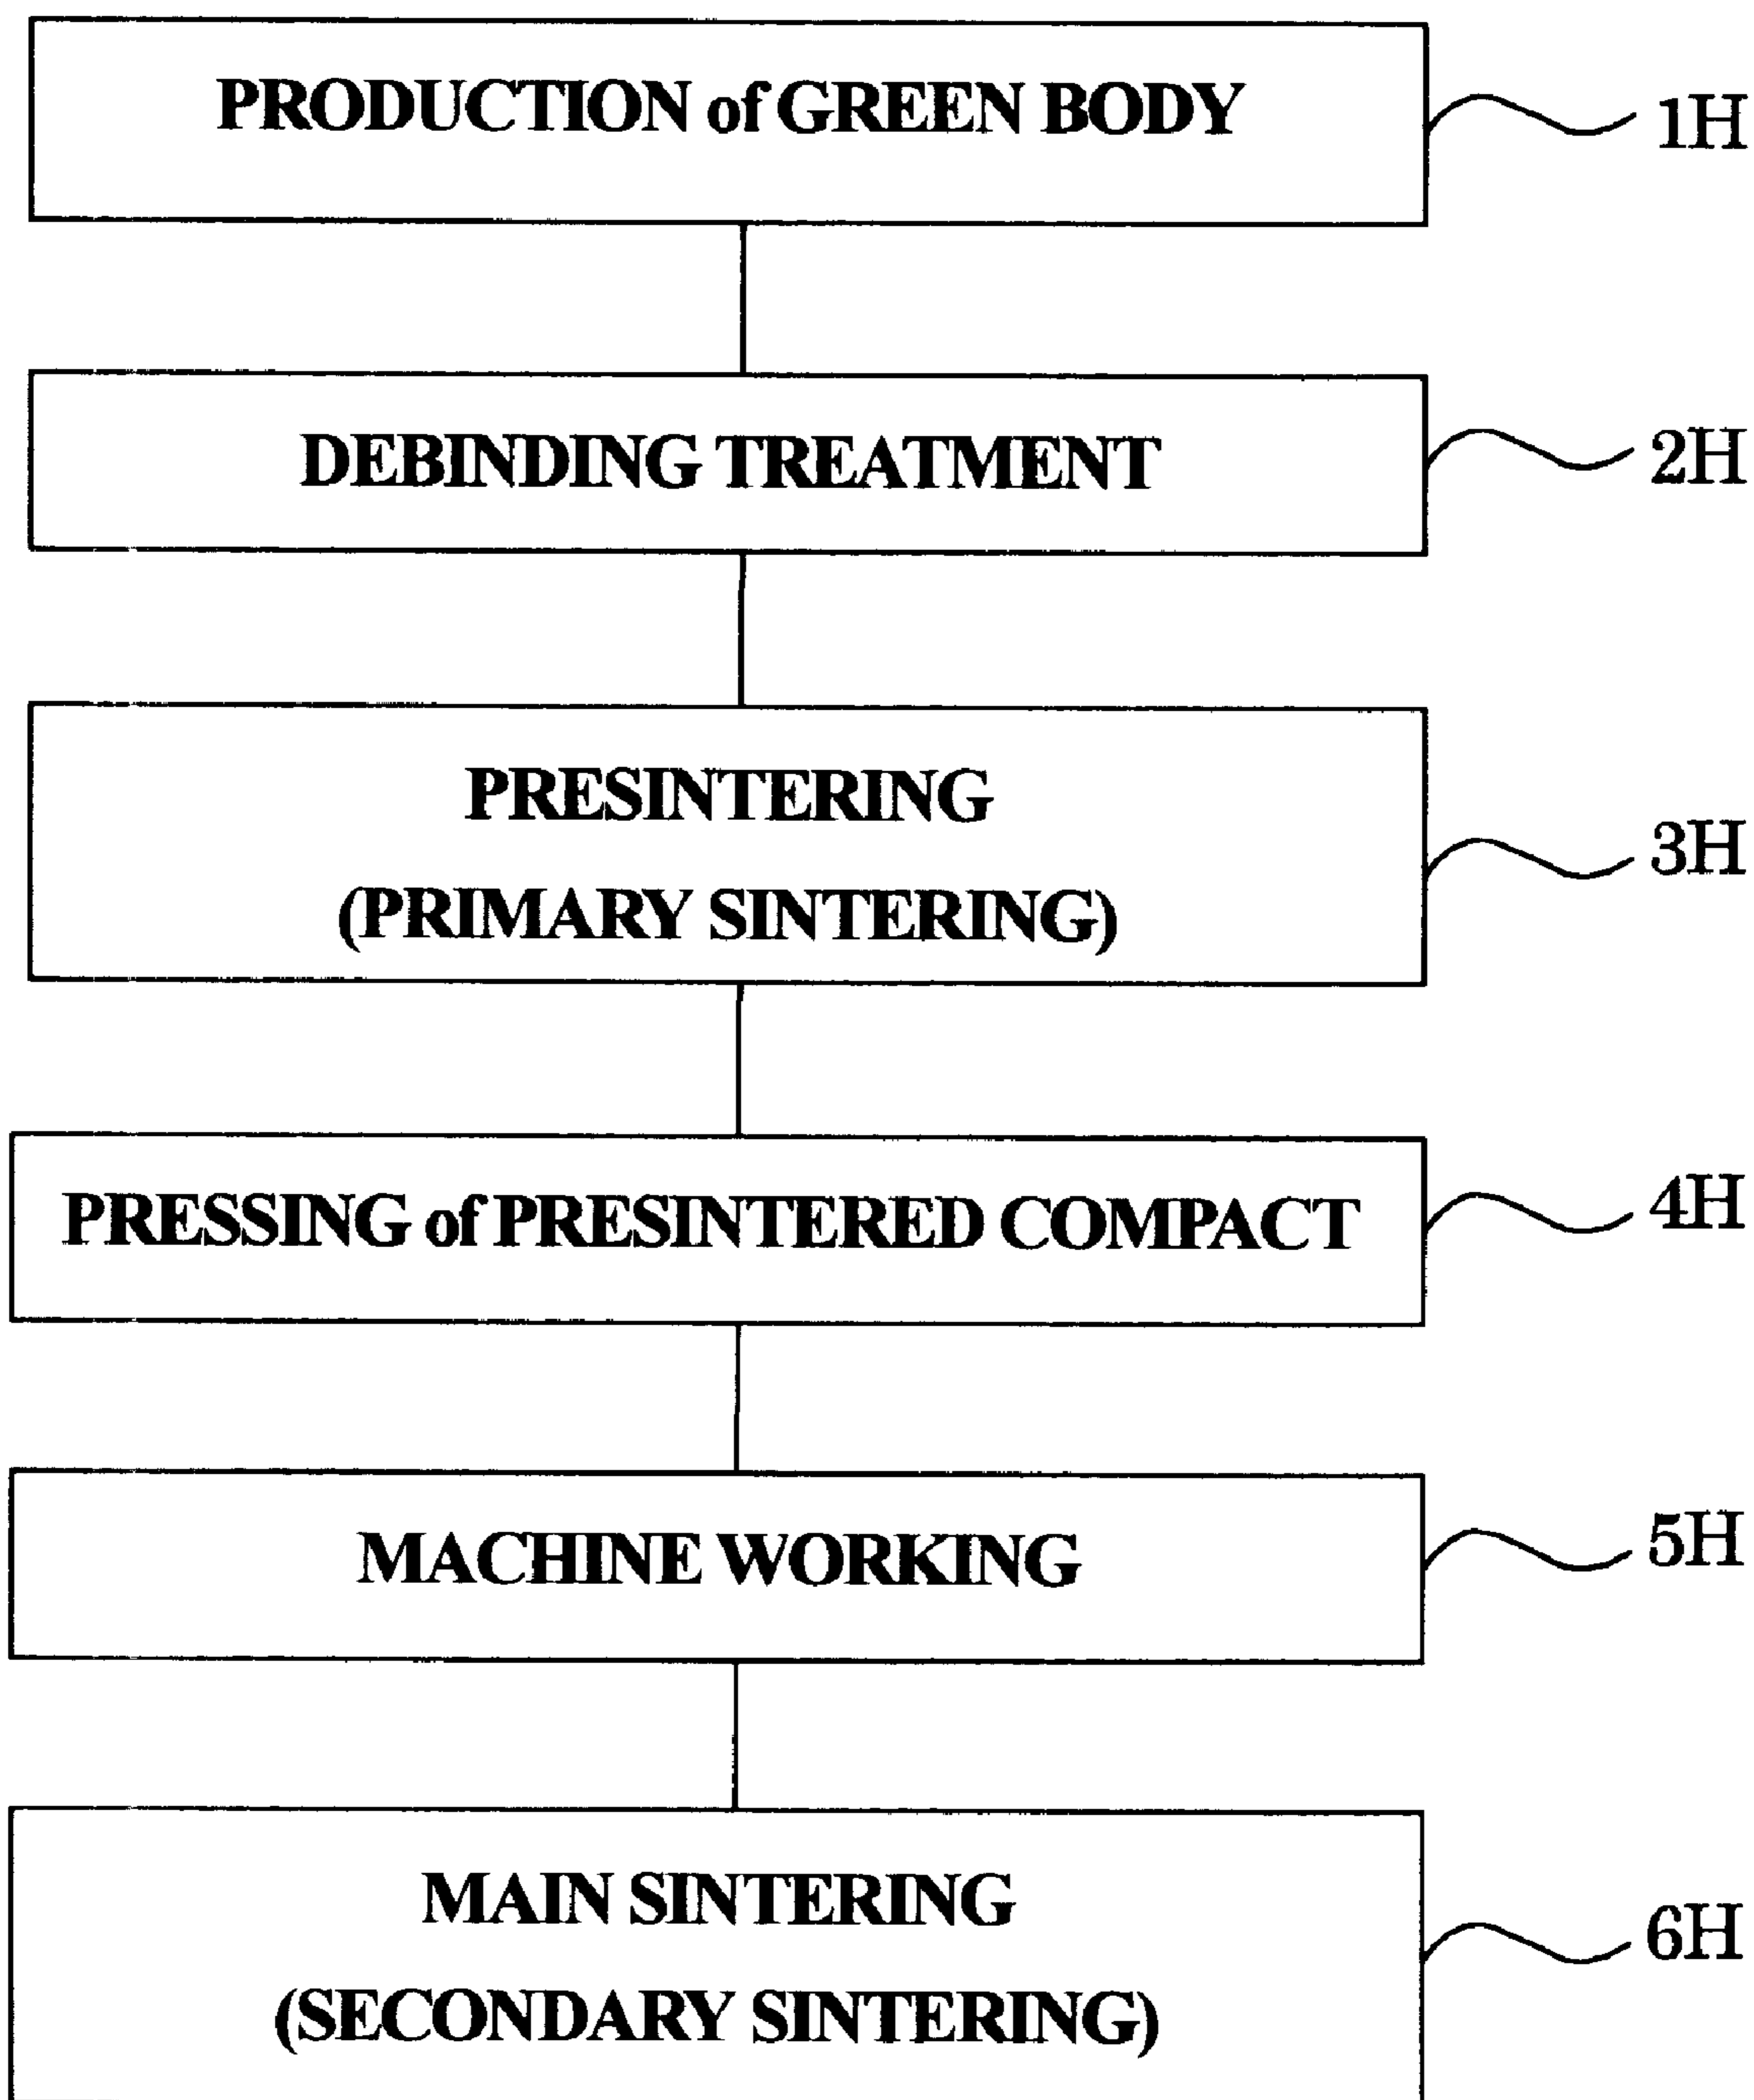 PRODUCTION of GREEN BODY
1H
DEBINDING TREATMENT
2H
PRESINTERING
(PRIMARY SINTERING)
3H
PRESSING of PRESINTERED COMPACT
4H
MACHINE WORKING
5H
MAIN SINTERING
(SECONDARY SINTERING)
6H